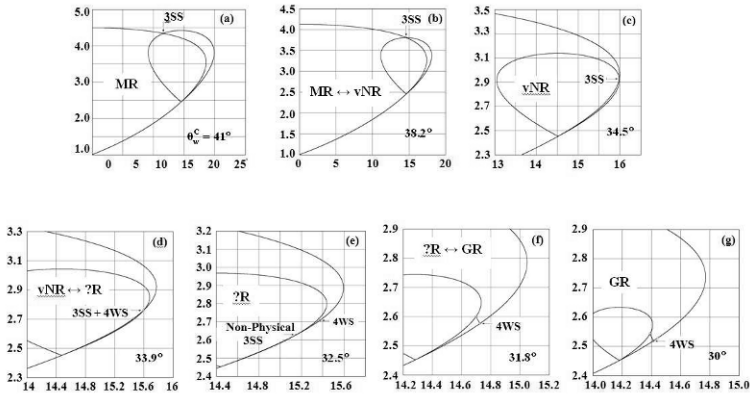 5.0
4.0
3.0
2.0
1.0
3SS
(a)
MR
θ_w^C = 41°
0 5 10 15 20 25
4.5
4.0
3.5
3.0
2.5
2.0
1.5
1.0
3SS
(b)
MR ↔ vNR
38.2°
0 5 10 15 20
3.5
3.3
3.1
2.9
2.7
2.5
2.3
(c)
3SS
vNR
34.5°
13 14 15 16
3.3
3.1
2.9
2.7
2.5
2.3
(d)
vNR ↔ ?R
3SS + 4WS
33.9°
14 14.4 14.8 15.2 15.6 16
3.2
3.1
3.0
2.9
2.8
2.7
2.6
2.5
2.4
(e)
?R
4WS
Non-Physical
3SS
32.5°
14.4 14.8 15.2 15.6
2.9
2.8
2.7
2.6
2.5
2.4
(f)
?R ↔ GR
4WS
31.8°
14.2 14.4 14.6 14.8 15.0 15.2
2.9
2.8
2.7
2.6
2.5
2.4
(g)
GR
4WS
30°
14.0 14.2 14.4 14.6 14.8 15.0